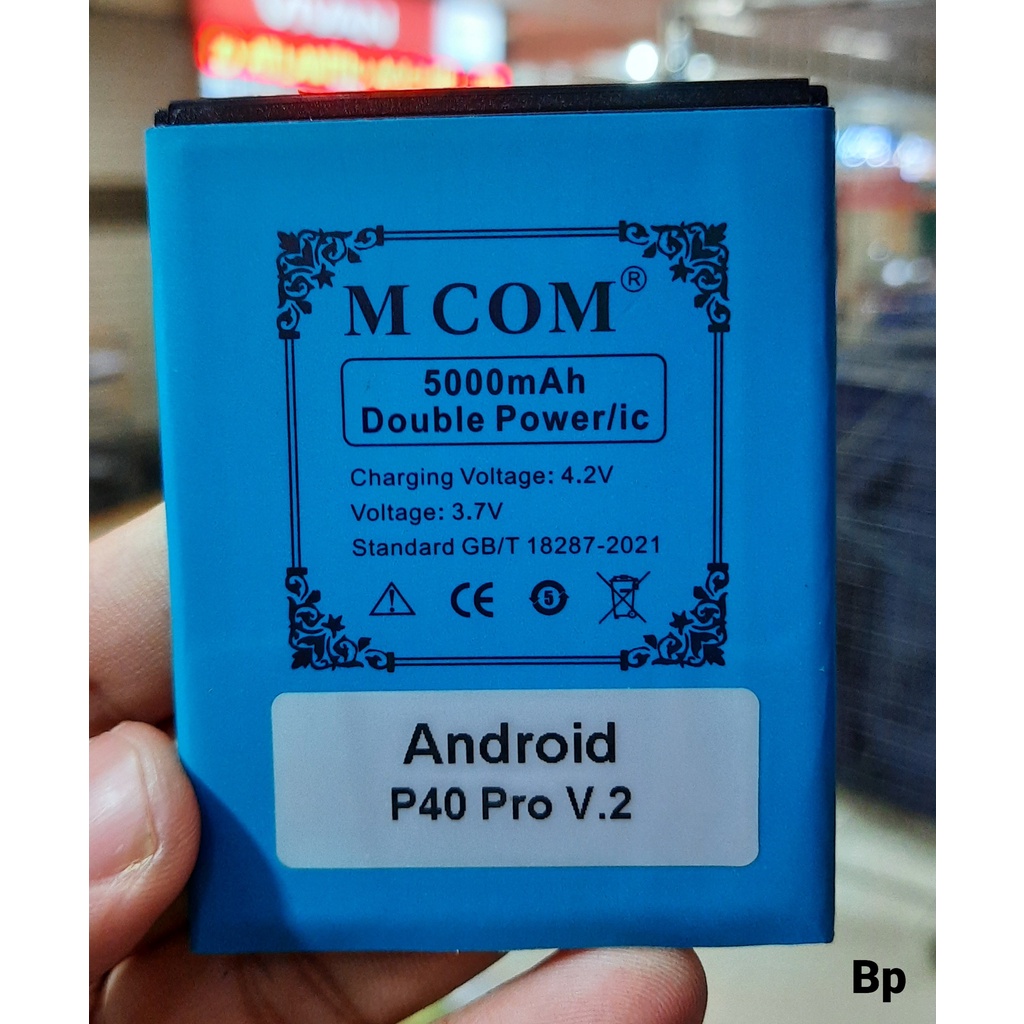 M COM®
5000mAh
Double Power/ic
Charging Voltage: 4.2V
Voltage: 3.7V
Standard GB/T 18287-2021
CE 5
Android
P40 Pro V.2
Bp